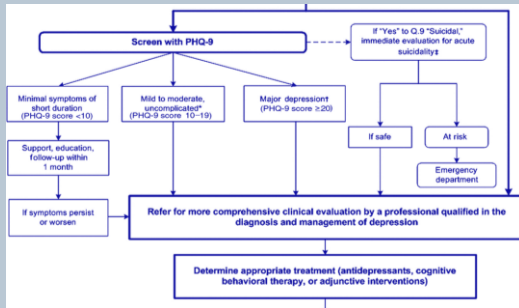 Screen with PHQ-9
If "Yes" to Q.9 "Suicidal,"
immediate evaluation for acute
suicidality‡
Minimal symptoms of
short duration
(PHQ-9 score <10)
Mild to moderate,
uncomplicated*
(PHQ-9 score 10–19)
Major depression†
(PHQ-9 score ≥20)
Support, education,
follow-up within
1 month
If safe
At risk
Emergency
department
If symptoms persist
or worsen
Refer for more comprehensive clinical evaluation by a professional qualified in the
diagnosis and management of depression
Determine appropriate treatment (antidepressants, cognitive
behavioral therapy, or adjunctive interventions)